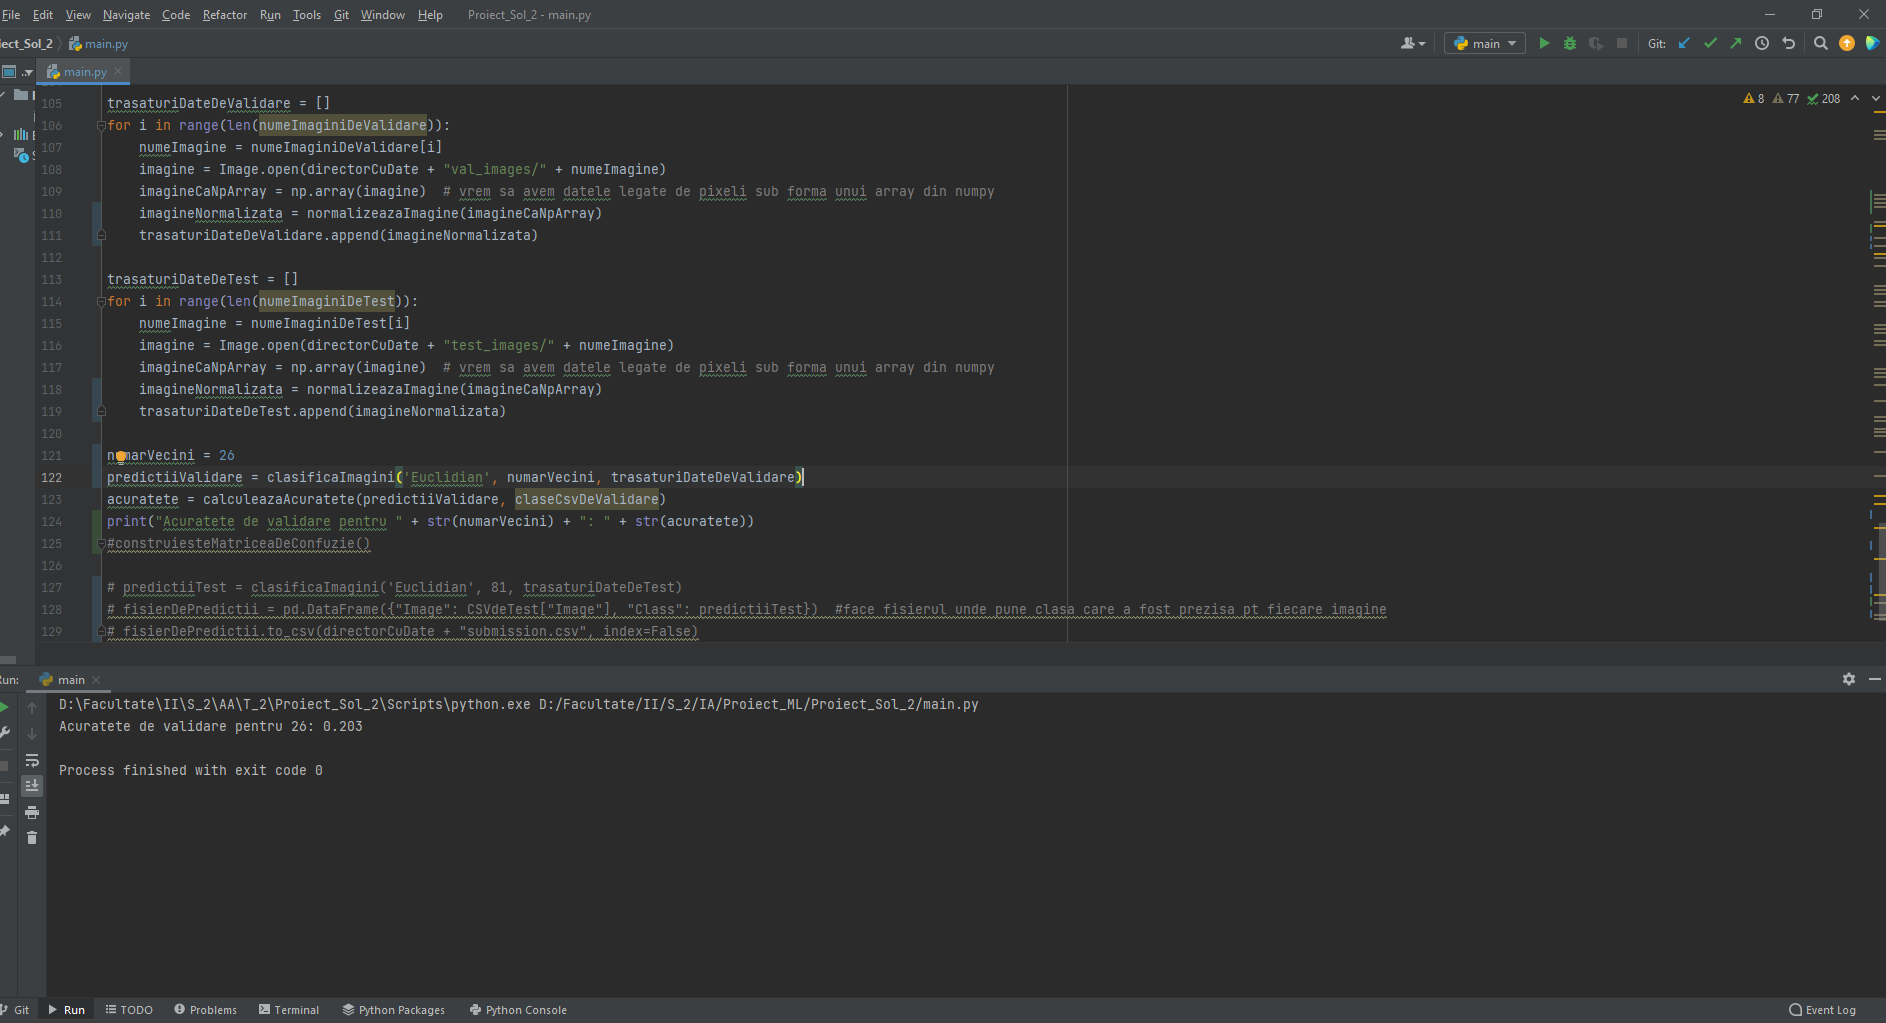 File Edit View Navigate Code Refactor Run Tools Git Window Help Proiect_Sol_2 - main.py
iect_Sol_2 main.py main Git:
main.py
8 77 208
105 trasaturiDateDeValidare = []
106 for i in range(len(numeImaginiDeValidare)):
107 numeImagine = numeImaginiDeValidare[i]
108 imagine = Image.open(directorCuDate + "val_images/" + numeImagine)
109 imagineCaNpArray = np.array(imagine)  # vrem sa avem datele legate de pixeli sub forma unui array din numpy
110 imagineNormalizata = normalizeazaImagine(imagineCaNpArray)
111 trasaturiDateDeValidare.append(imagineNormalizata)
112
113 trasaturiDateDeTest = []
114 for i in range(len(numeImaginiDeTest)):
115 numeImagine = numeImaginiDeTest[i]
116 imagine = Image.open(directorCuDate + "test_images/" + numeImagine)
117 imagineCaNpArray = np.array(imagine)  # vrem sa avem datele legate de pixeli sub forma unui array din numpy
118 imagineNormalizata = normalizeazaImagine(imagineCaNpArray)
119 trasaturiDateDeTest.append(imagineNormalizata)
120
121 numarVecini = 26
122 predictiiValidare = clasificaImagini('Euclidian', numarVecini, trasaturiDateDeValidare)
123 acuratete = calculeazaAcuratete(predictiiValidare, claseCsvDeValidare)
124 print("Acuratete de validare pentru " + str(numarVecini) + ": " + str(acuratete))
125 #construiesteMatriceaDeConfuzie()
126
127 # predictiiTest = clasificaImagini('Euclidian', 81, trasaturiDateDeTest)
128 # fisierDePredictii = pd.DataFrame({"Image": CSVdeTest["Image"], "Class": predictiiTest})  #face fisierul unde pune clasa care a fost prezisa pt fiecare imagine
129 # fisierDePredictii.to_csv(directorCuDate + "submission.csv", index=False)
Run: main
D:\Facultate\II\S_2\AA\T_2\Proiect_Sol_2\Scripts\python.exe D:/Facultate/II/S_2/IA/Proiect_ML/Proiect_Sol_2/main.py
Acuratete de validare pentru 26: 0.203
Process finished with exit code 0
Git Run TODO Problems Terminal Python Packages Python Console Event Log